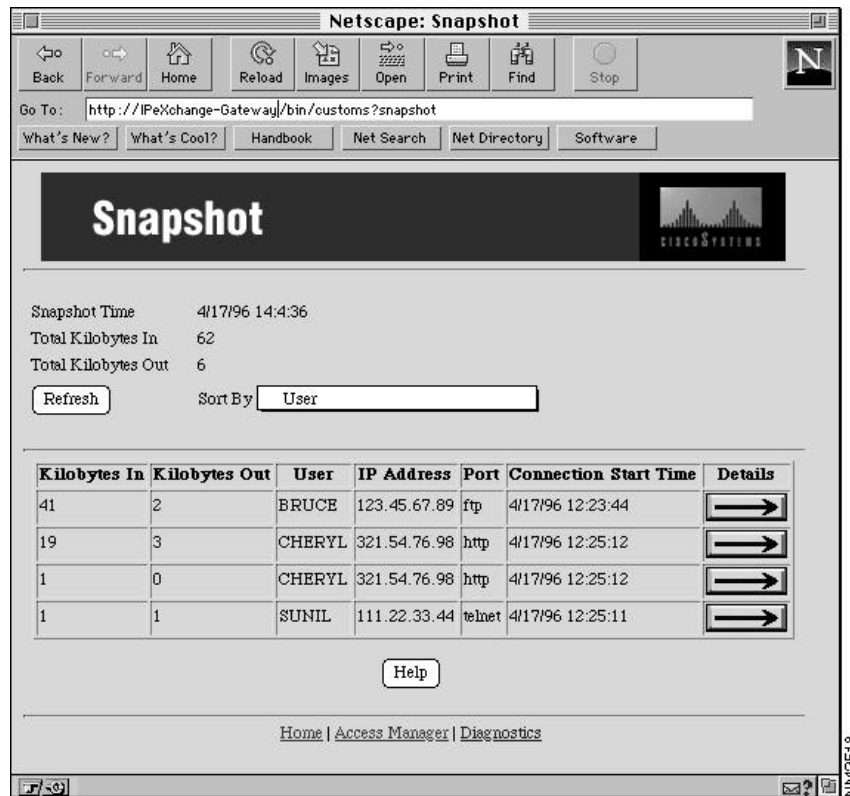 Netscape: Snapshot
Back Forward Home Reload Images Open Print Find Stop
N
Go To: http://IPeXchange-Gateway/bin/customs?snapshot
What's New? What's Cool? Handbook Net Search Net Directory Software
Snapshot
CISCO SYSTEMS
Snapshot Time 4/17/96 14:4:36
Total Kilobytes In 62
Total Kilobytes Out 6
Refresh Sort By User
Kilobytes In Kilobytes Out User IP Address Port Connection Start Time Details
41 2 BRUCE 123.45.67.89 ftp 4/17/96 12:23:44
19 3 CHERYL 321.54.76.98 http 4/17/96 12:25:12
1 0 CHERYL 321.54.76.98 http 4/17/96 12:25:12
1 1 SUNIL 111.22.33.44 telnet 4/17/96 12:25:11
Help
Home | Access Manager | Diagnostics
?